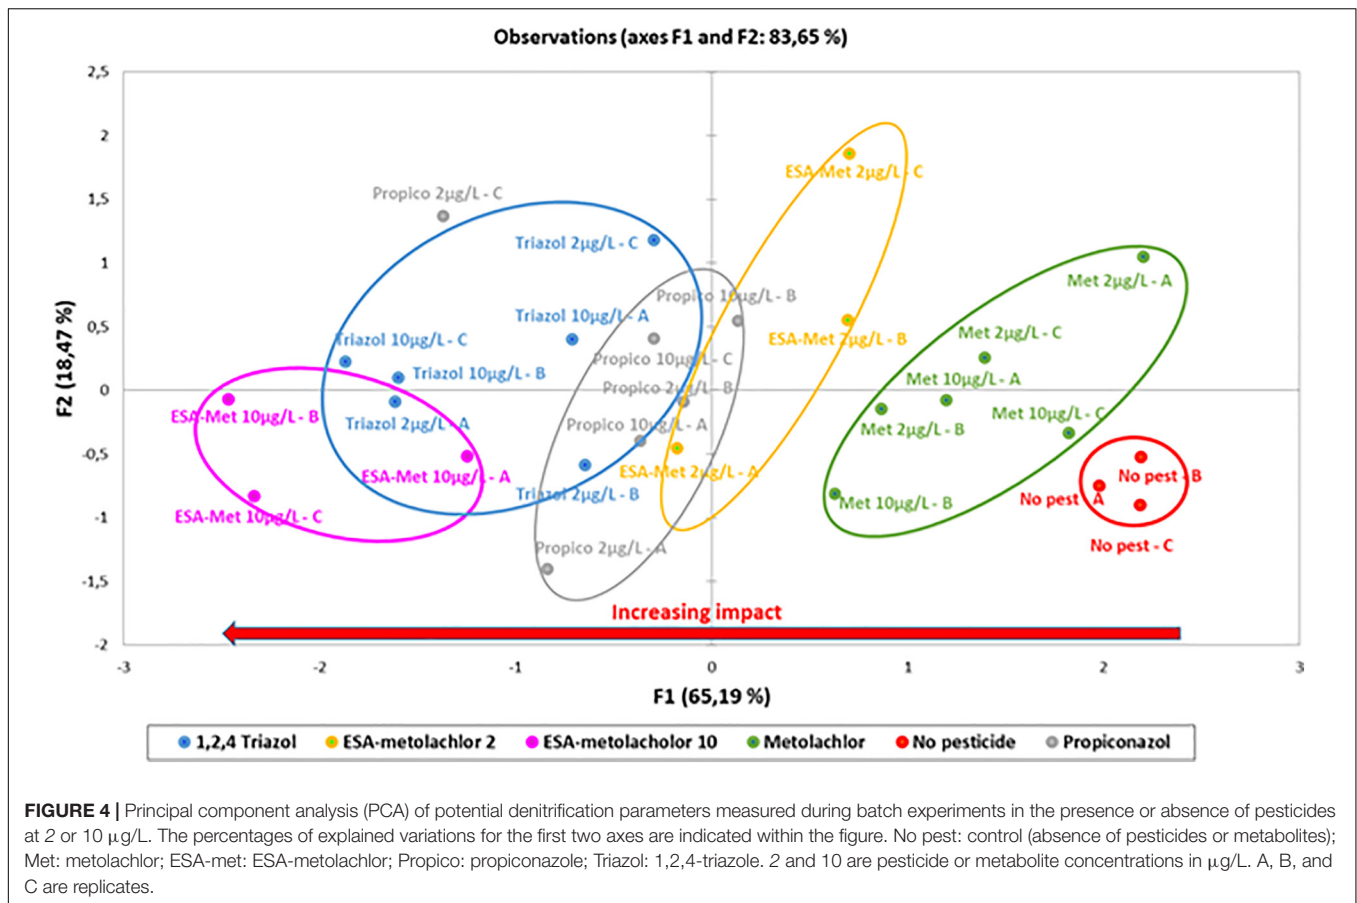 Observations (axes F1 and F2: 83,65 %)
2,5
2
1,5
1
0,5
0
-0,5
-1
-1,5
-2
F2 (18,47 %)
ESA-Met 2µg/L - C
Propico 2µg/L - C
Triazol 2µg/L - C
Met 2µg/L - A
Propico 10µg/L - B
Triazol 10µg/L - A
Met 2µg/L - C
Triazol 10µg/L - C
ESA-Met 2µg/L - B
Propico 10µg/L - C
Triazol 10µg/L - B
Met 10µg/L - A
Propico 2µg/L - B
ESA-Met 10µg/L - B
Met 10µg/L - C
Triazol 2µg/L - A
Propico 10µg/L - A
Met 2µg/L - B
ESA-Met 10µg/L - A
ESA-Met 2µg/L - A
No pest - B
Triazol 2µg/L - B
No pest - A
Met 10µg/L - B
ESA-Met 10µg/L - C
Propico 2µg/L - A
No pest - C
Increasing impact
-3 -2 -1 0 1 2 3
F1 (65,19 %)
1,2,4 Triazol ESA-metolachlor 2 ESA-metolacholor 10 Metolachlor No pesticide Propiconazol
FIGURE 4 | Principal component analysis (PCA) of potential denitrification parameters measured during batch experiments in the presence or absence of pesticides
at 2 or 10 µg/L. The percentages of explained variations for the first two axes are indicated within the figure. No pest: control (absence of pesticides or metabolites);
Met: metolachlor; ESA-met: ESA-metolachlor; Propico: propiconazole; Triazol: 1,2,4-triazole. 2 and 10 are pesticide or metabolite concentrations in µg/L. A, B, and
C are replicates.